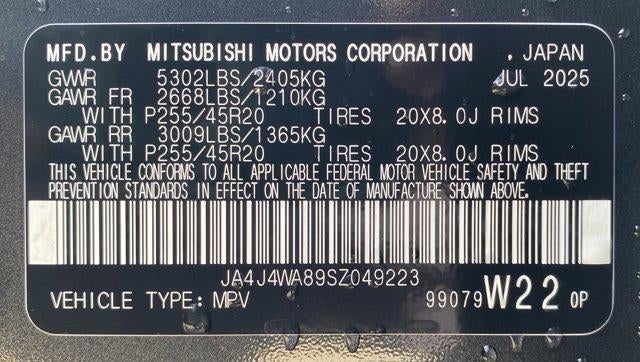 MFD.BY MITSUBISHI MOTORS CORPORATION , JAPAN
GVWR 5302LBS/2405KG JUL 2025
GAWR FR 2668LBS/1210KG
WITH P255/45R20 TIRES 20X8.0J RIMS
GAWR RR 3009LBS/1365KG
WITH P255/45R20 TIRES 20X8.0J RIMS
THIS VEHICLE CONFORMS TO ALL APPLICABLE FEDERAL MOTOR VEHICLE SAFETY AND THEFT
PREVENTION STANDARDS IN EFFECT ON THE DATE OF MANUFACTURE SHOWN ABOVE.
JA4J4WA89SZ049223
VEHICLE TYPE: MPV 99079 W22 0P